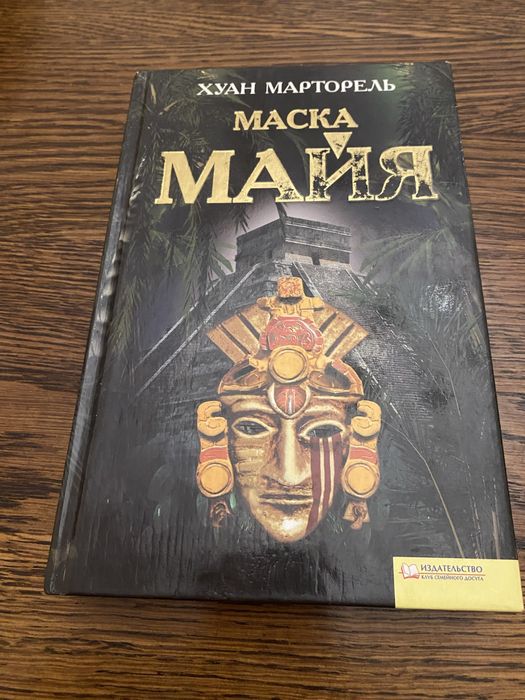 ХУАН МАРТОРЕЛЬ
МАСКА
МАЙЯ
ИЗДАТЕЛЬСТВО
КЛУБ СЕМЕЙНОГО ДОСУГА